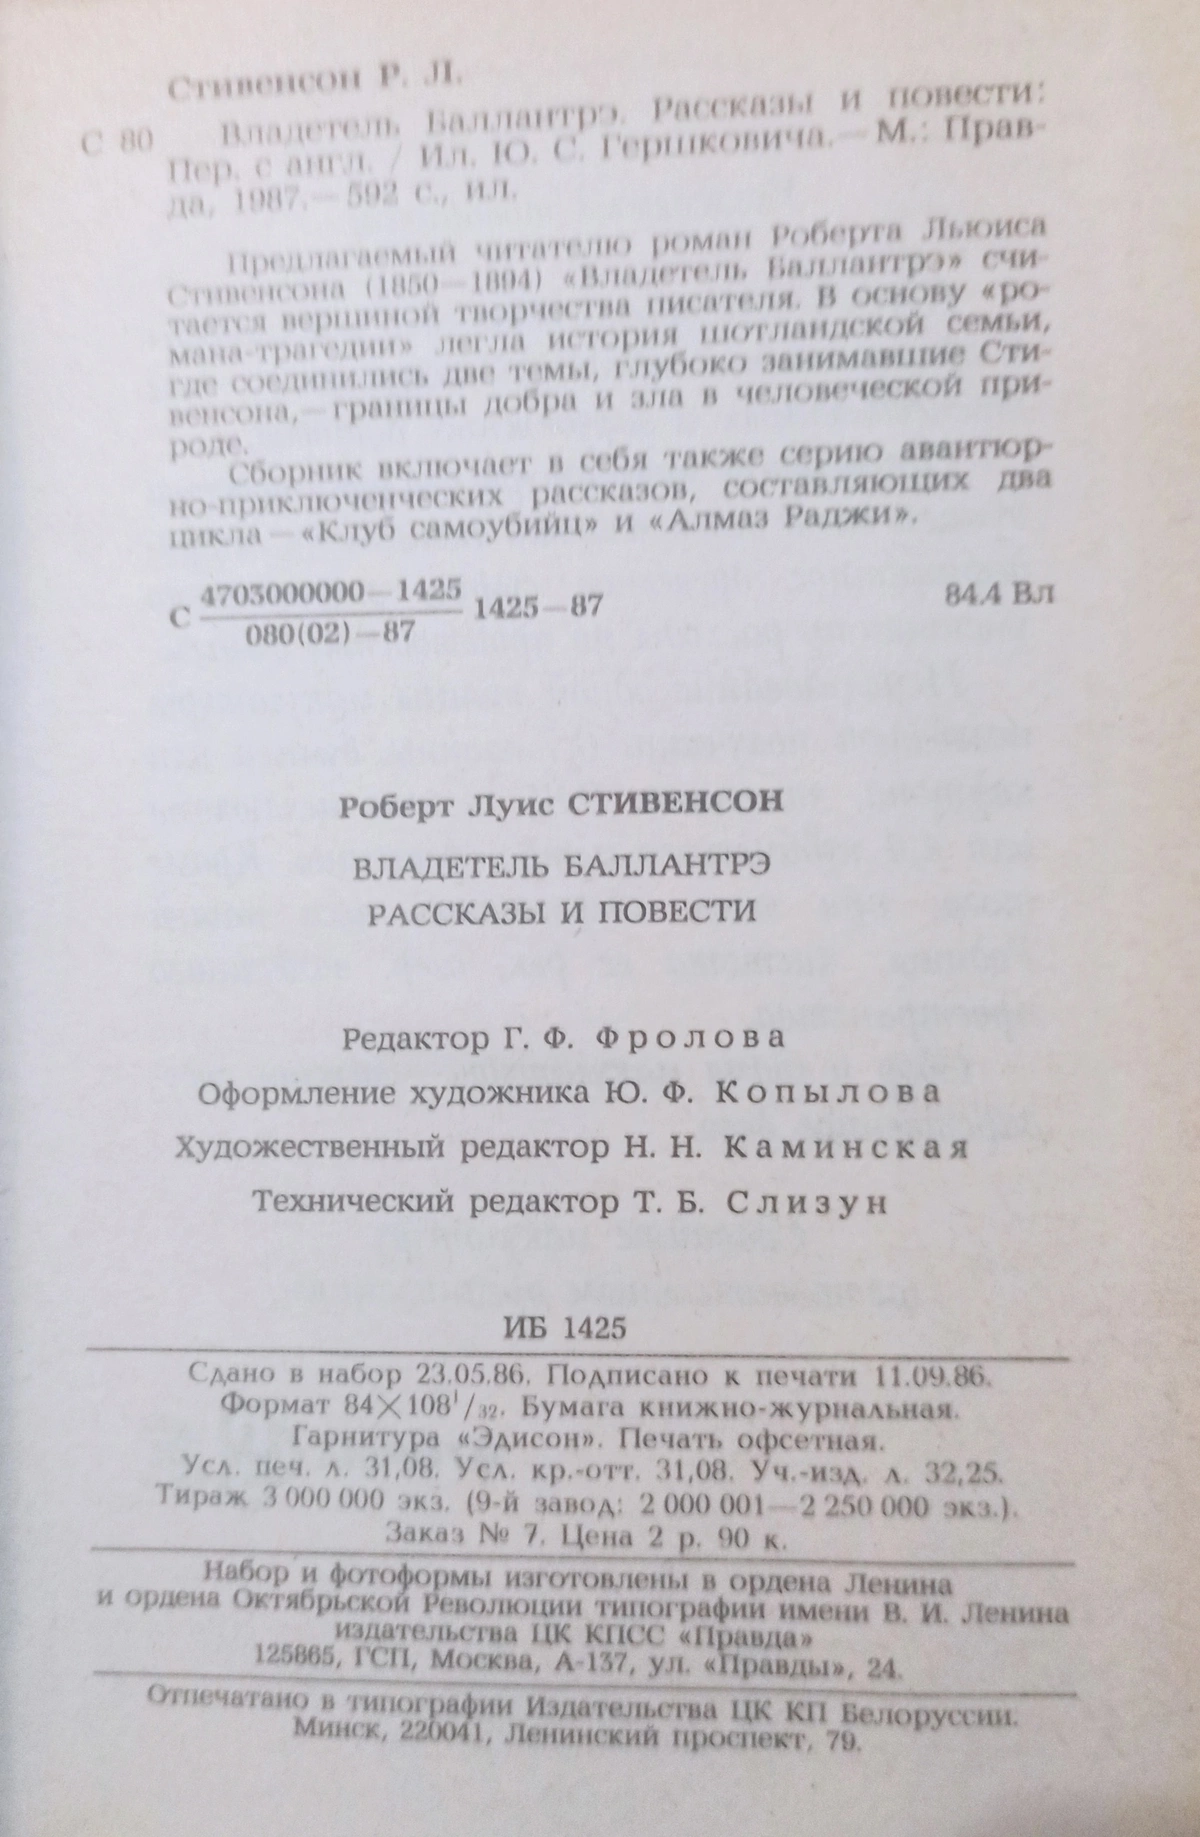 Стивенсон Р. Л.
С 80 Владетель Баллантрэ. Рассказы и повести:
Пер. с англ. / Ил. Ю. С. Гершковича.— М.: Прав-
да, 1987.— 592 с., ил.
Предлагаемый читателю роман Роберта Льюиса
Стивенсона (1850—1894) «Владетель Баллантрэ» счи-
тается вершиной творчества писателя. В основу «ро-
мана-трагедии» легла история шотландской семьи,
где соединились две темы, глубоко занимавшие Сти-
венсона,— границы добра и зла в человеческой при-
роде.
Сборник включает в себя также серию авантюр-
но-приключенческих рассказов, составляющих два
цикла — «Клуб самоубийц» и «Алмаз Раджи».
С 4703000000—1425 / 080(02)—87 1425—87 84.4 Вл
Роберт Луис СТИВЕНСОН
ВЛАДЕТЕЛЬ БАЛЛАНТРЭ
РАССКАЗЫ И ПОВЕСТИ
Редактор Г. Ф. Фролова
Оформление художника Ю. Ф. Копылова
Художественный редактор Н. Н. Каминская
Технический редактор Т. Б. Слизун
ИБ 1425
Сдано в набор 23.05.86. Подписано к печати 11.09.86.
Формат 84×108¹/₃₂. Бумага книжно-журнальная.
Гарнитура «Эдисон». Печать офсетная.
Усл. печ. л. 31,08. Усл. кр.-отт. 31,08. Уч.-изд. л. 32,25.
Тираж 3 000 000 экз. (9-й завод: 2 000 001—2 250 000 экз.).
Заказ № 7. Цена 2 р. 90 к.
Набор и фотоформы изготовлены в ордена Ленина
и ордена Октябрьской Революции типографии имени В. И. Ленина
издательства ЦК КПСС «Правда»
125865, ГСП, Москва, А-137, ул. «Правды», 24.
Отпечатано в типографии Издательства ЦК КП Белоруссии.
Минск, 220041, Ленинский проспект, 79.